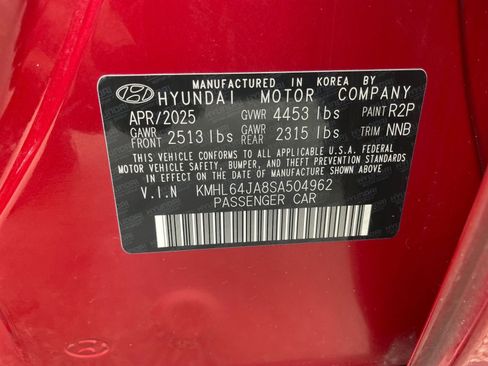 MANUFACTURED IN KOREA BY
HYUNDAI MOTOR COMPANY
APR/2025 GVWR 4453 lbs PAINT R2P
GAWR FRONT 2513 lbs GAWR REAR 2315 lbs TRIM NNB
THIS VEHICLE CONFORMS TO ALL APPLICABLE U.S.A. FEDERAL
MOTOR VEHICLE SAFETY, BUMPER, AND THEFT PREVENTION STANDARDS
IN EFFECT ON THE DATE OF MANUFACTURE SHOWN ABOVE.
V.I.N KMHL64JA8SA504962
PASSENGER CAR